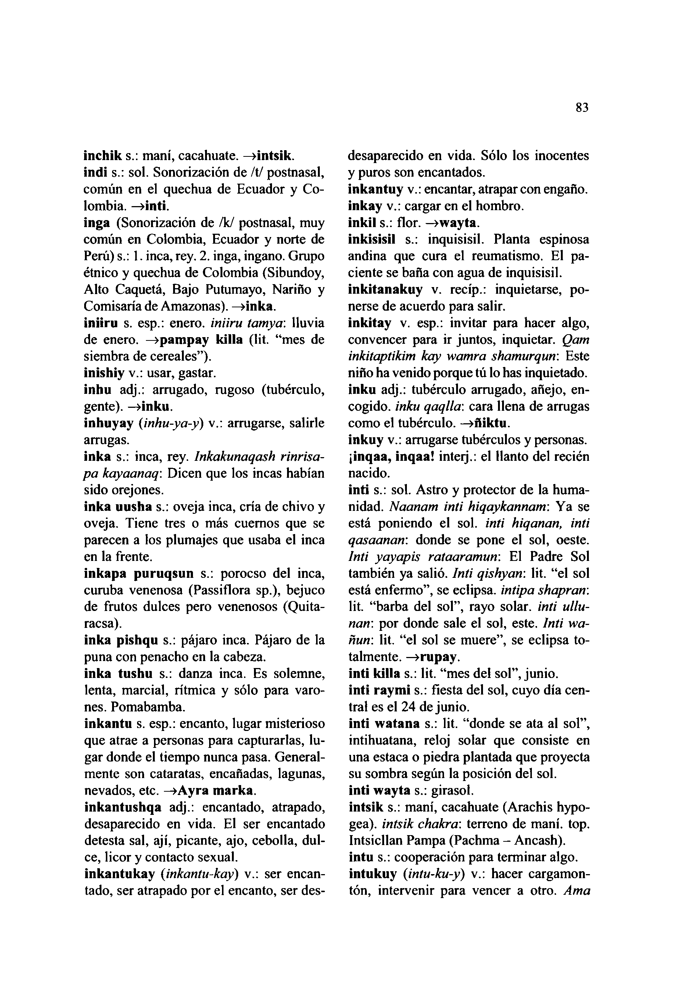 83
inchik s.: maní, cacahuate. →intsik.
indi s.: sol. Sonorización de /t/ postnasal,
común en el quechua de Ecuador y Co-
lombia. →inti.
inga (Sonorización de /k/ postnasal, muy
común en Colombia, Ecuador y norte de
Perú) s.: 1. inca, rey. 2. inga, ingano. Grupo
étnico y quechua de Colombia (Sibundoy,
Alto Caquetá, Bajo Putumayo, Nariño y
Comisaría de Amazonas). →inka.
iniiru s. esp.: enero. iniiru tamya: lluvia
de enero. →pampay killa (lit. “mes de
siembra de cereales”).
inishiy v.: usar, gastar.
inhu adj.: arrugado, rugoso (tubérculo,
gente). →inku.
inhuyay (inhu-ya-y) v.: arrugarse, salirle
arrugas.
inka s.: inca, rey. Inkakunaqash rinrisa-
pa kayaanaq: Dicen que los incas habían
sido orejones.
inka uusha s.: oveja inca, cría de chivo y
oveja. Tiene tres o más cuernos que se
parecen a los plumajes que usaba el inca
en la frente.
inkapa puruqsun s.: porocso del inca,
curuba venenosa (Passiflora sp.), bejuco
de frutos dulces pero venenosos (Quita-
racsa).
inka pishqu s.: pájaro inca. Pájaro de la
puna con penacho en la cabeza.
inka tushu s.: danza inca. Es solemne,
lenta, marcial, rítmica y sólo para varo-
nes. Pomabamba.
inkantu s. esp.: encanto, lugar misterioso
que atrae a personas para capturarlas, lu-
gar donde el tiempo nunca pasa. General-
mente son cataratas, encañadas, lagunas,
nevados, etc. →Ayra marka.
inkantushqa adj.: encantado, atrapado,
desaparecido en vida. El ser encantado
detesta sal, ají, picante, ajo, cebolla, dul-
ce, licor y contacto sexual.
inkantukay (inkantu-kay) v.: ser encan-
tado, ser atrapado por el encanto, ser des-
desaparecido en vida. Sólo los inocentes
y puros son encantados.
inkantuy v.: encantar, atrapar con engaño.
inkay v.: cargar en el hombro.
inkil s.: flor. →wayta.
inkisisil s.: inquisisil. Planta espinosa
andina que cura el reumatismo. El pa-
ciente se baña con agua de inquisisil.
inkitanakuy v. recíp.: inquietarse, po-
nerse de acuerdo para salir.
inkitay v. esp.: invitar para hacer algo,
convencer para ir juntos, inquietar. Qam
inkitaptikim kay wamra shamurqun: Este
niño ha venido porque tú lo has inquietado.
inku adj.: tubérculo arrugado, añejo, en-
cogido. inku qaqlla: cara llena de arrugas
como el tubérculo. →ñiktu.
inkuy v.: arrugarse tubérculos y personas.
¡inqaa, inqaa! interj.: el llanto del recién
nacido.
inti s.: sol. Astro y protector de la huma-
nidad. Naanam inti hiqaykannam: Ya se
está poniendo el sol. inti hiqanan, inti
qasaanan: donde se pone el sol, oeste.
Inti yayapis rataaramun: El Padre Sol
también ya salió. Inti qishyan: lit. “el sol
está enfermo”, se eclipsa. intipa shapran:
lit. “barba del sol”, rayo solar. inti ullu-
nan: por donde sale el sol, este. Inti wa-
ñun: lit. “el sol se muere”, se eclipsa to-
talmente. →rupay.
inti killa s.: lit. “mes del sol”, junio.
inti raymi s.: fiesta del sol, cuyo día cen-
tral es el 24 de junio.
inti watana s.: lit. “donde se ata al sol”,
intihuatana, reloj solar que consiste en
una estaca o piedra plantada que proyecta
su sombra según la posición del sol.
inti wayta s.: girasol.
intsik s.: maní, cacahuate (Arachis hypo-
gea). intsik chakra: terreno de maní. top.
Intsicllan Pampa (Pachma – Ancash).
intu s.: cooperación para terminar algo.
intukuy (intu-ku-y) v.: hacer cargamon-
tón, intervenir para vencer a otro. Ama